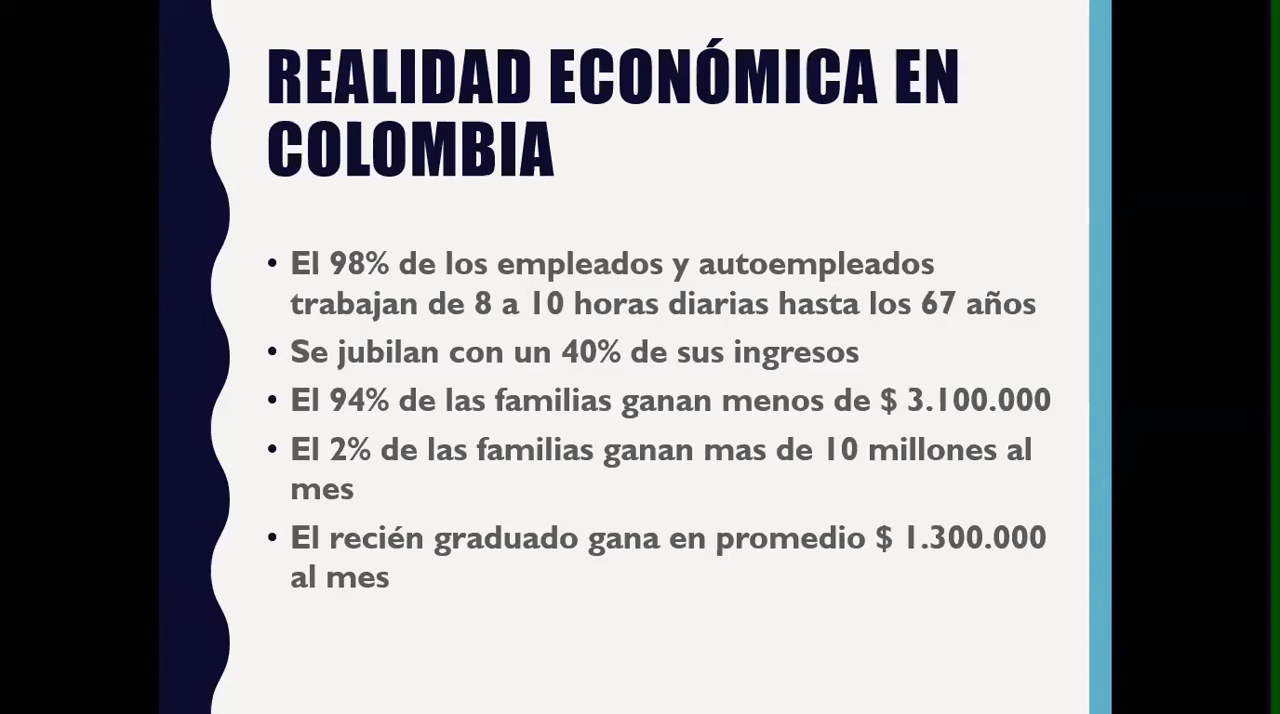 REALIDAD ECONÓMICA EN
COLOMBIA
• El 98% de los empleados y autoempleados
trabajan de 8 a 10 horas diarias hasta los 67 años
• Se jubilan con un 40% de sus ingresos
• El 94% de las familias ganan menos de $ 3.100.000
• El 2% de las familias ganan mas de 10 millones al
mes
• El recién graduado gana en promedio $ 1.300.000
al mes